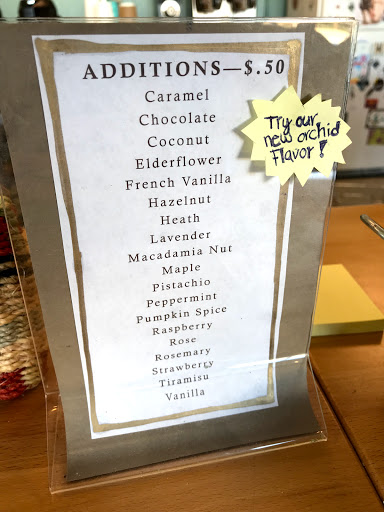 ADDITIONS—$.50
Caramel
Chocolate
Coconut
Elderflower
French Vanilla
Hazelnut
Heath
Lavender
Macadamia Nut
Maple
Pistachio
Peppermint
Pumpkin Spice
Raspberry
Rose
Rosemary
Strawberry
Tiramisu
Vanilla
Try our
new orchid
flavor!